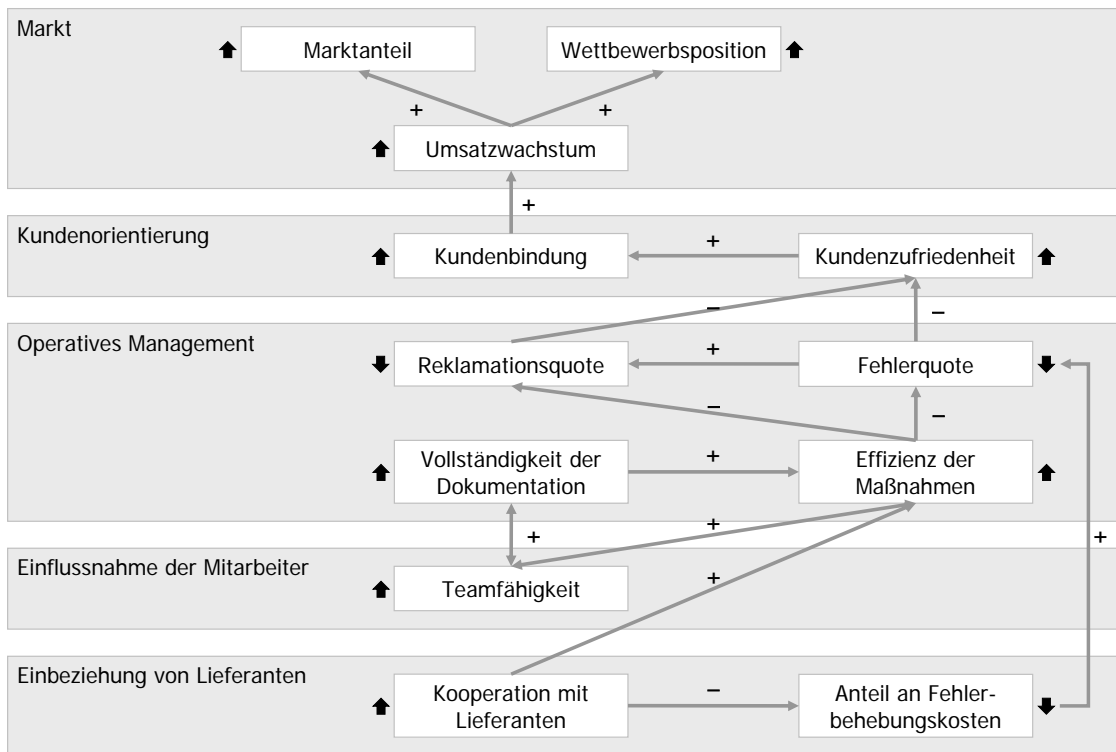 Markt
Marktanteil
Wettbewerbsposition
+
+
Umsatzwachstum
+
Kundenorientierung
Kundenbindung
+
Kundenzufriedenheit
–
–
Operatives Management
Reklamationsquote
+
Fehlerquote
–
–
Vollständigkeit der
Dokumentation
+
Effizienz der
Maßnahmen
+
+
+
Einflussnahme der Mitarbeiter
Teamfähigkeit
+
Einbeziehung von Lieferanten
Kooperation mit
Lieferanten
–
Anteil an Fehler-
behebungskosten